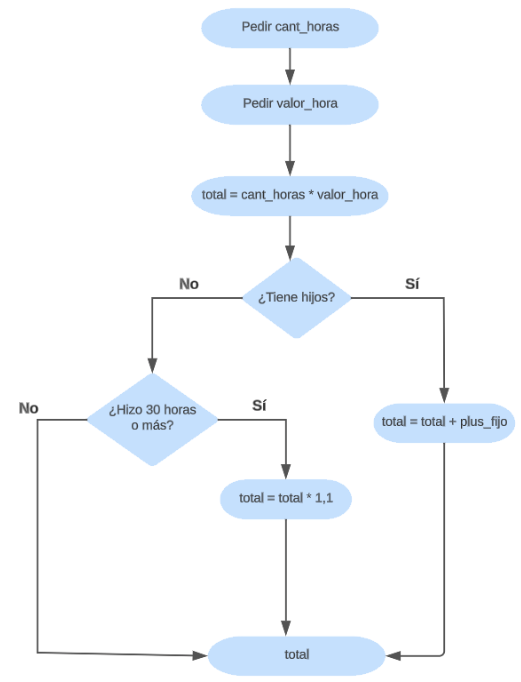 Pedir cant_horas
Pedir valor_hora
total = cant_horas * valor_hora
¿Tiene hijos?
No
Sí
¿Hizo 30 horas
o más?
No
Sí
total = total + plus_fijo
total = total * 1,1
total